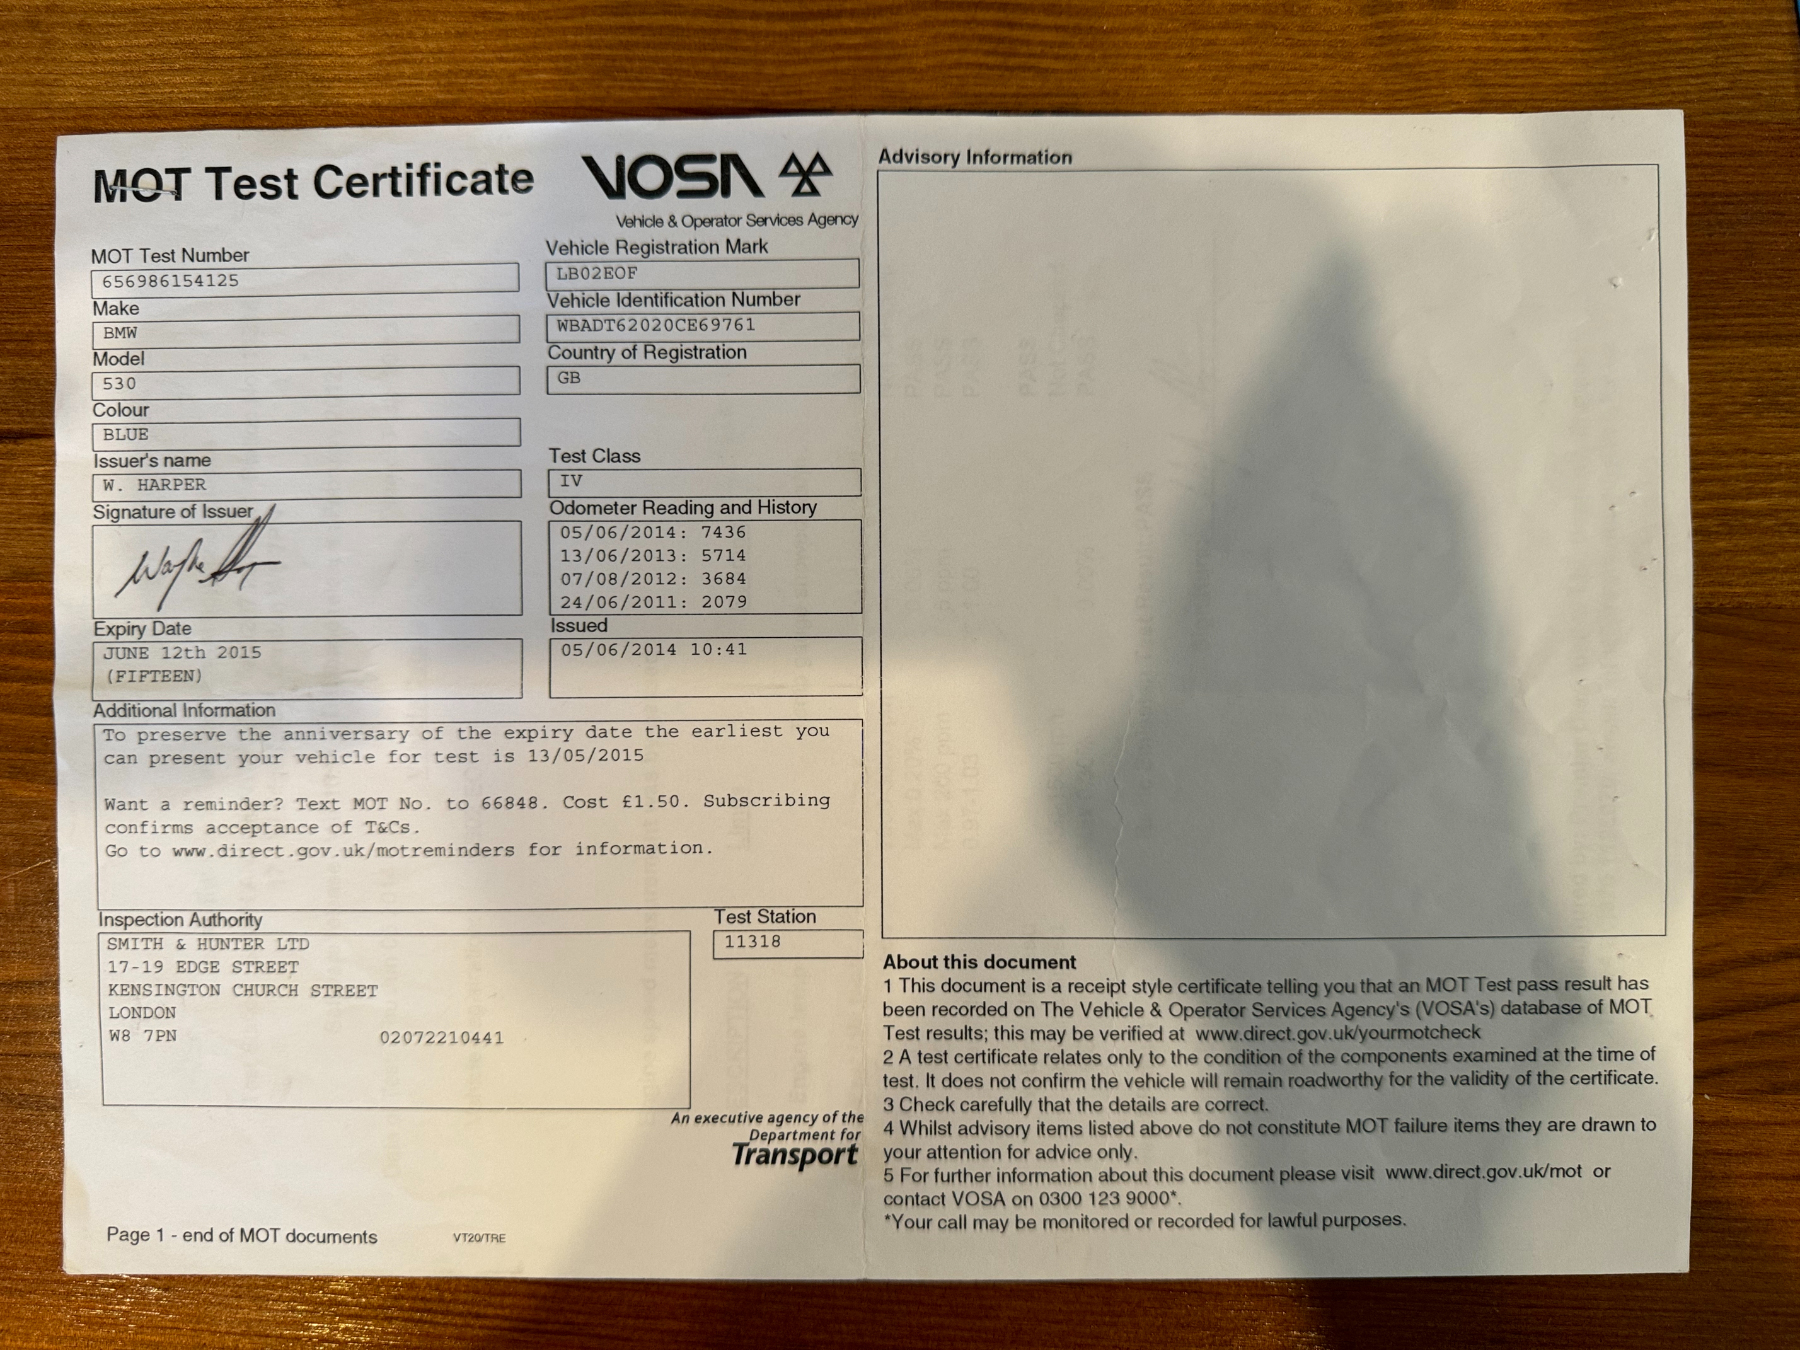 MOT Test Certificate
VOSA
Vehicle & Operator Services Agency
MOT Test Number
656986154125
Make
BMW
Model
530
Colour
BLUE
Issuer's name
W. HARPER
Signature of Issuer
Expiry Date
JUNE 12th 2015
(FIFTEEN)
Vehicle Registration Mark
LB02EOF
Vehicle Identification Number
WBADT62020CE69761
Country of Registration
GB
Test Class
IV
Odometer Reading and History
05/06/2014: 7436
13/06/2013: 5714
07/08/2012: 3684
24/06/2011: 2079
Issued
05/06/2014 10:41
Additional Information
To preserve the anniversary of the expiry date the earliest you
can present your vehicle for test is 13/05/2015
Want a reminder? Text MOT No. to 66848. Cost £1.50. Subscribing
confirms acceptance of T&Cs.
Go to www.direct.gov.uk/motreminders for information.
Inspection Authority
SMITH & HUNTER LTD
17-19 EDGE STREET
KENSINGTON CHURCH STREET
LONDON
W8 7PN 02072210441
Test Station
11318
An executive agency of the
Department for
Transport
Page 1 - end of MOT documents
VT20/TRE
Advisory Information
About this document
1 This document is a receipt style certificate telling you that an MOT Test pass result has
been recorded on The Vehicle & Operator Services Agency's (VOSA's) database of MOT
Test results; this may be verified at www.direct.gov.uk/yourmotcheck
2 A test certificate relates only to the condition of the components examined at the time of
test. It does not confirm the vehicle will remain roadworthy for the validity of the certificate.
3 Check carefully that the details are correct.
4 Whilst advisory items listed above do not constitute MOT failure items they are drawn to
your attention for advice only.
5 For further information about this document please visit www.direct.gov.uk/mot or
contact VOSA on 0300 123 9000*.
*Your call may be monitored or recorded for lawful purposes.